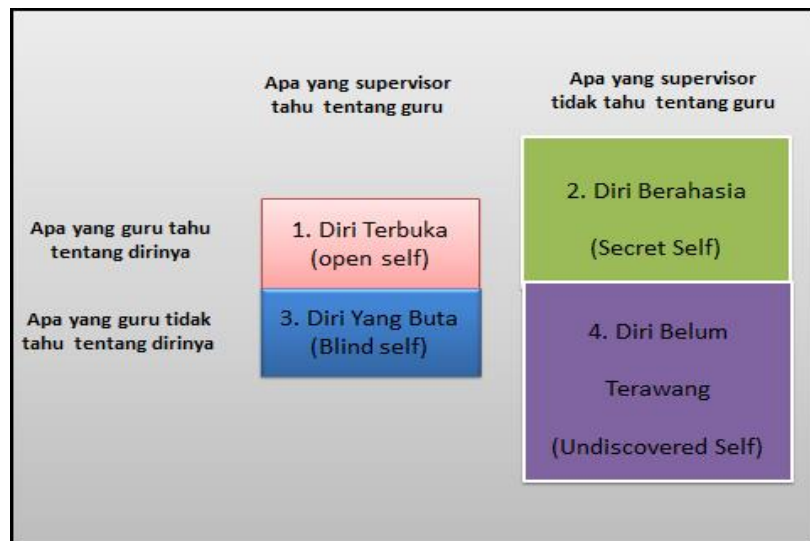 Apa yang supervisor
tahu tentang guru
Apa yang supervisor
tidak tahu tentang guru
Apa yang guru tahu
tentang dirinya
1. Diri Terbuka
(open self)
2. Diri Berahasia
(Secret Self)
Apa yang guru tidak
tahu tentang dirinya
3. Diri Yang Buta
(Blind self)
4. Diri Belum
Terawang
(Undiscovered Self)